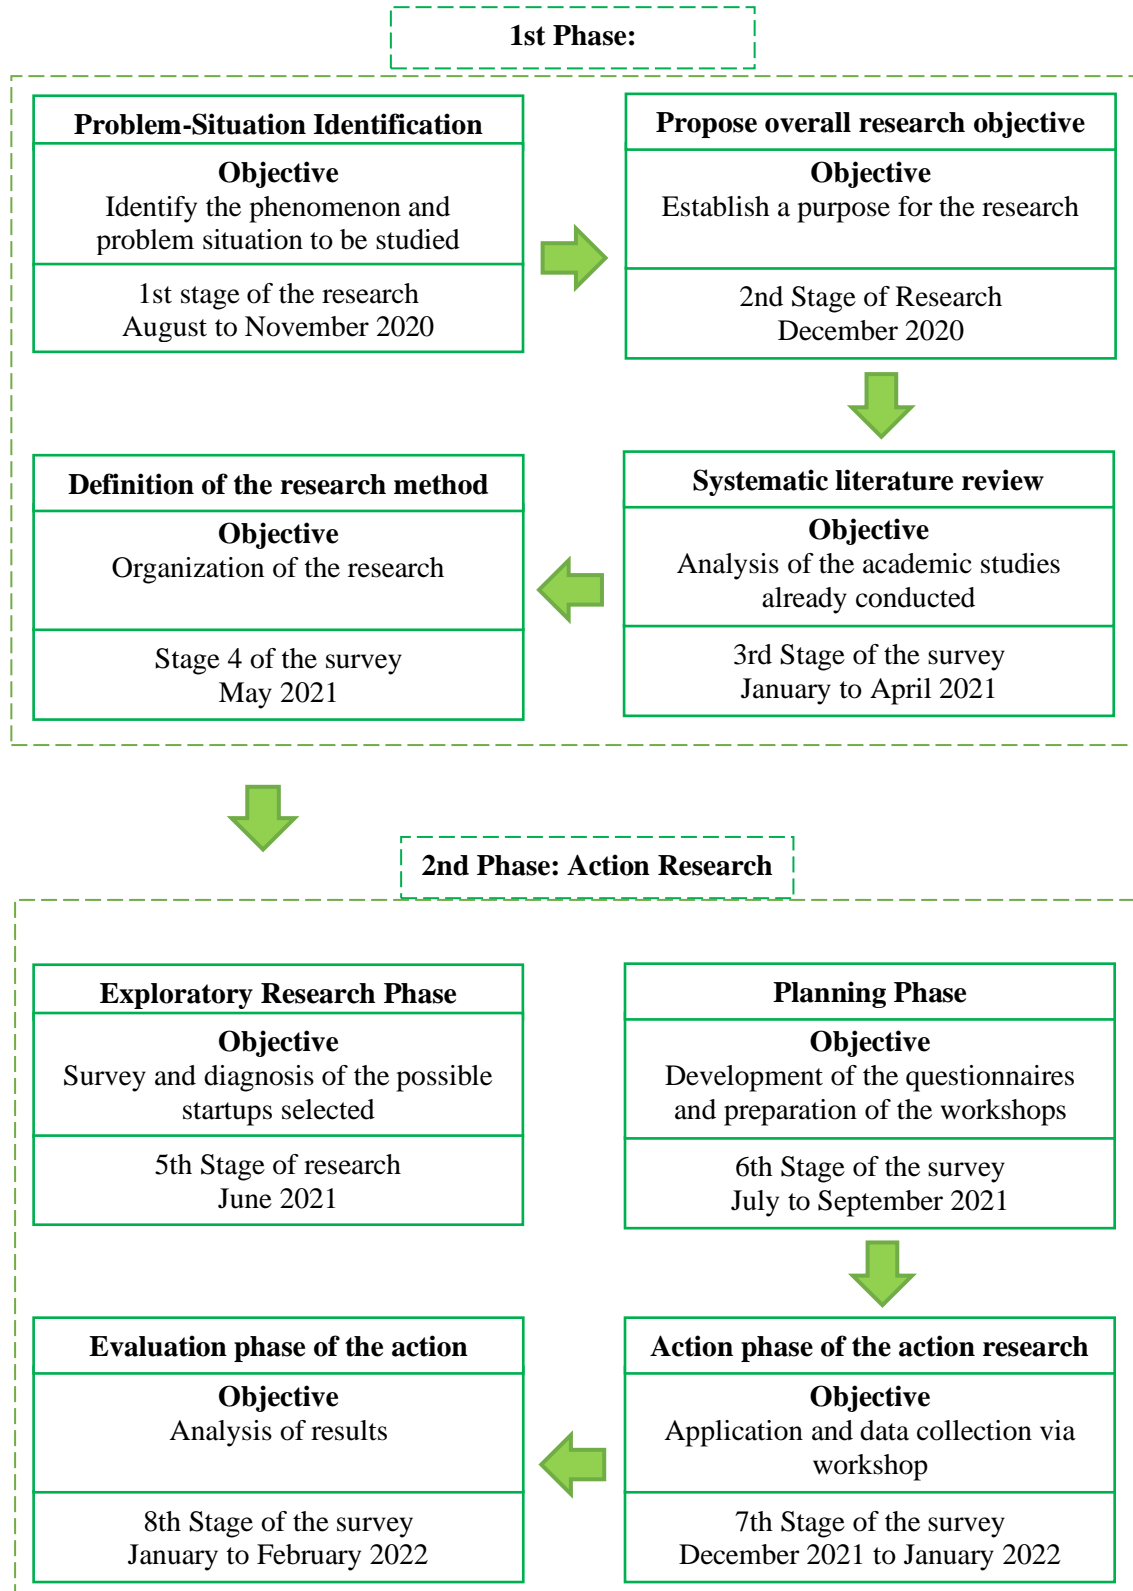 1st Phase:
Problem-Situation Identification
Objective
Identify the phenomenon and
problem situation to be studied
1st stage of the research
August to November 2020
Propose overall research objective
Objective
Establish a purpose for the research
2nd Stage of Research
December 2020
Systematic literature review
Objective
Analysis of the academic studies
already conducted
3rd Stage of the survey
January to April 2021
Definition of the research method
Objective
Organization of the research
Stage 4 of the survey
May 2021
2nd Phase: Action Research
Exploratory Research Phase
Objective
Survey and diagnosis of the possible
startups selected
5th Stage of research
June 2021
Planning Phase
Objective
Development of the questionnaires
and preparation of the workshops
6th Stage of the survey
July to September 2021
Action phase of the action research
Objective
Application and data collection via
workshop
7th Stage of the survey
December 2021 to January 2022
Evaluation phase of the action
Objective
Analysis of results
8th Stage of the survey
January to February 2022